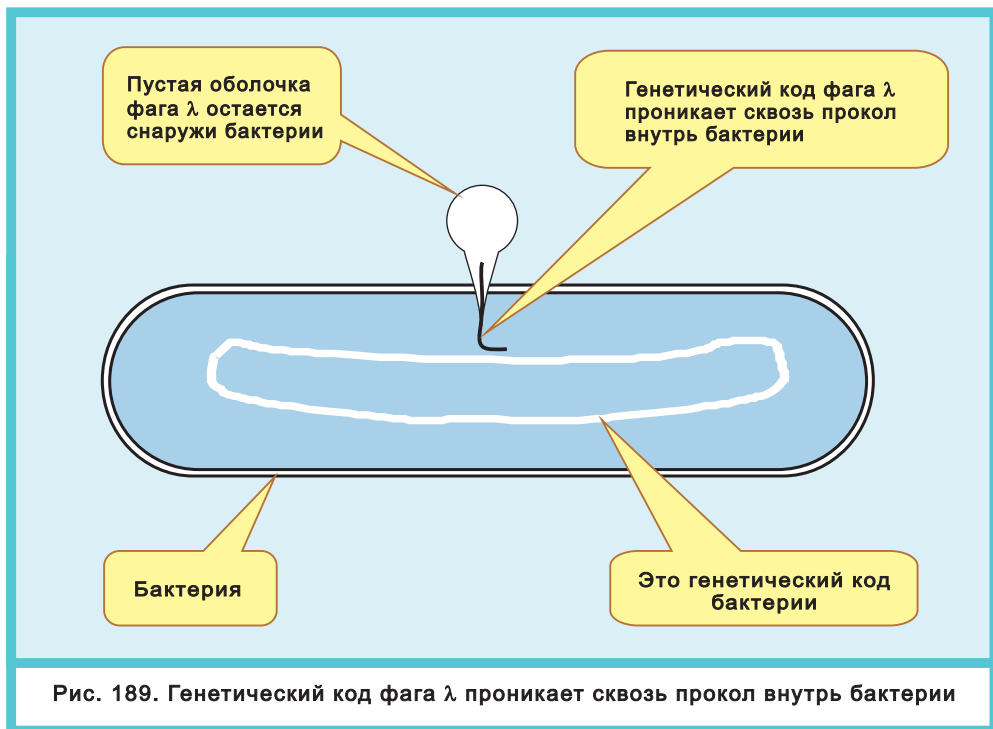 Пустая оболочка
фага λ остается
снаружи бактерии
Генетический код фага λ
проникает сквозь прокол
внутрь бактерии
Бактерия
Это генетический код
бактерии
Рис. 189. Генетический код фага λ проникает сквозь прокол внутрь бактерии